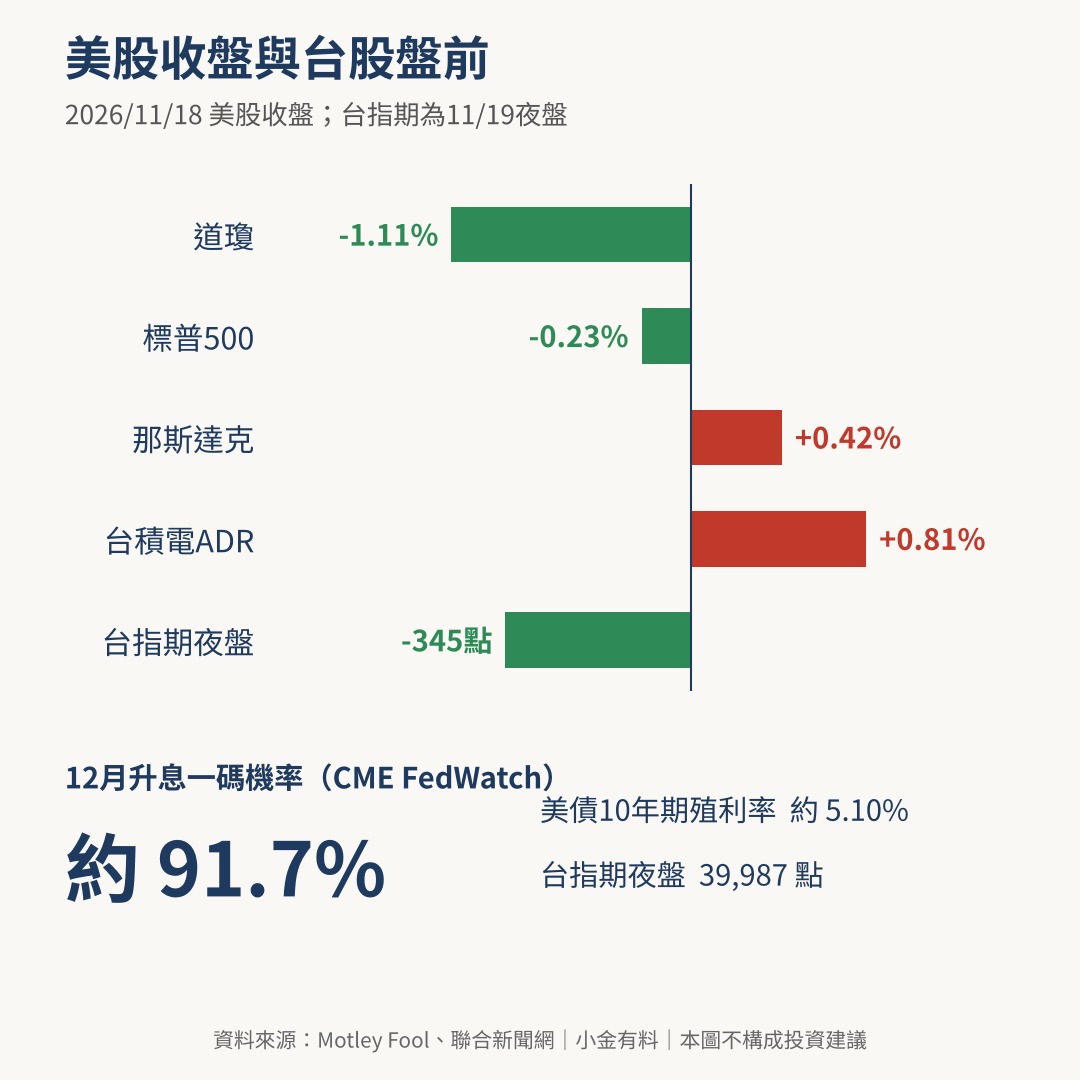 美股收盤與台股盤前
2026/11/18 美股收盤；台指期為11/19夜盤
道瓊 -1.11%
標普500 -0.23%
那斯達克 +0.42%
台積電ADR +0.81%
台指期夜盤 -345點
12月升息一碼機率（CME FedWatch）
約 91.7%
美債10年期殖利率 約 5.10%
台指期夜盤 39,987 點
資料來源：Motley Fool、聯合新聞網｜小金有料｜本圖不構成投資建議